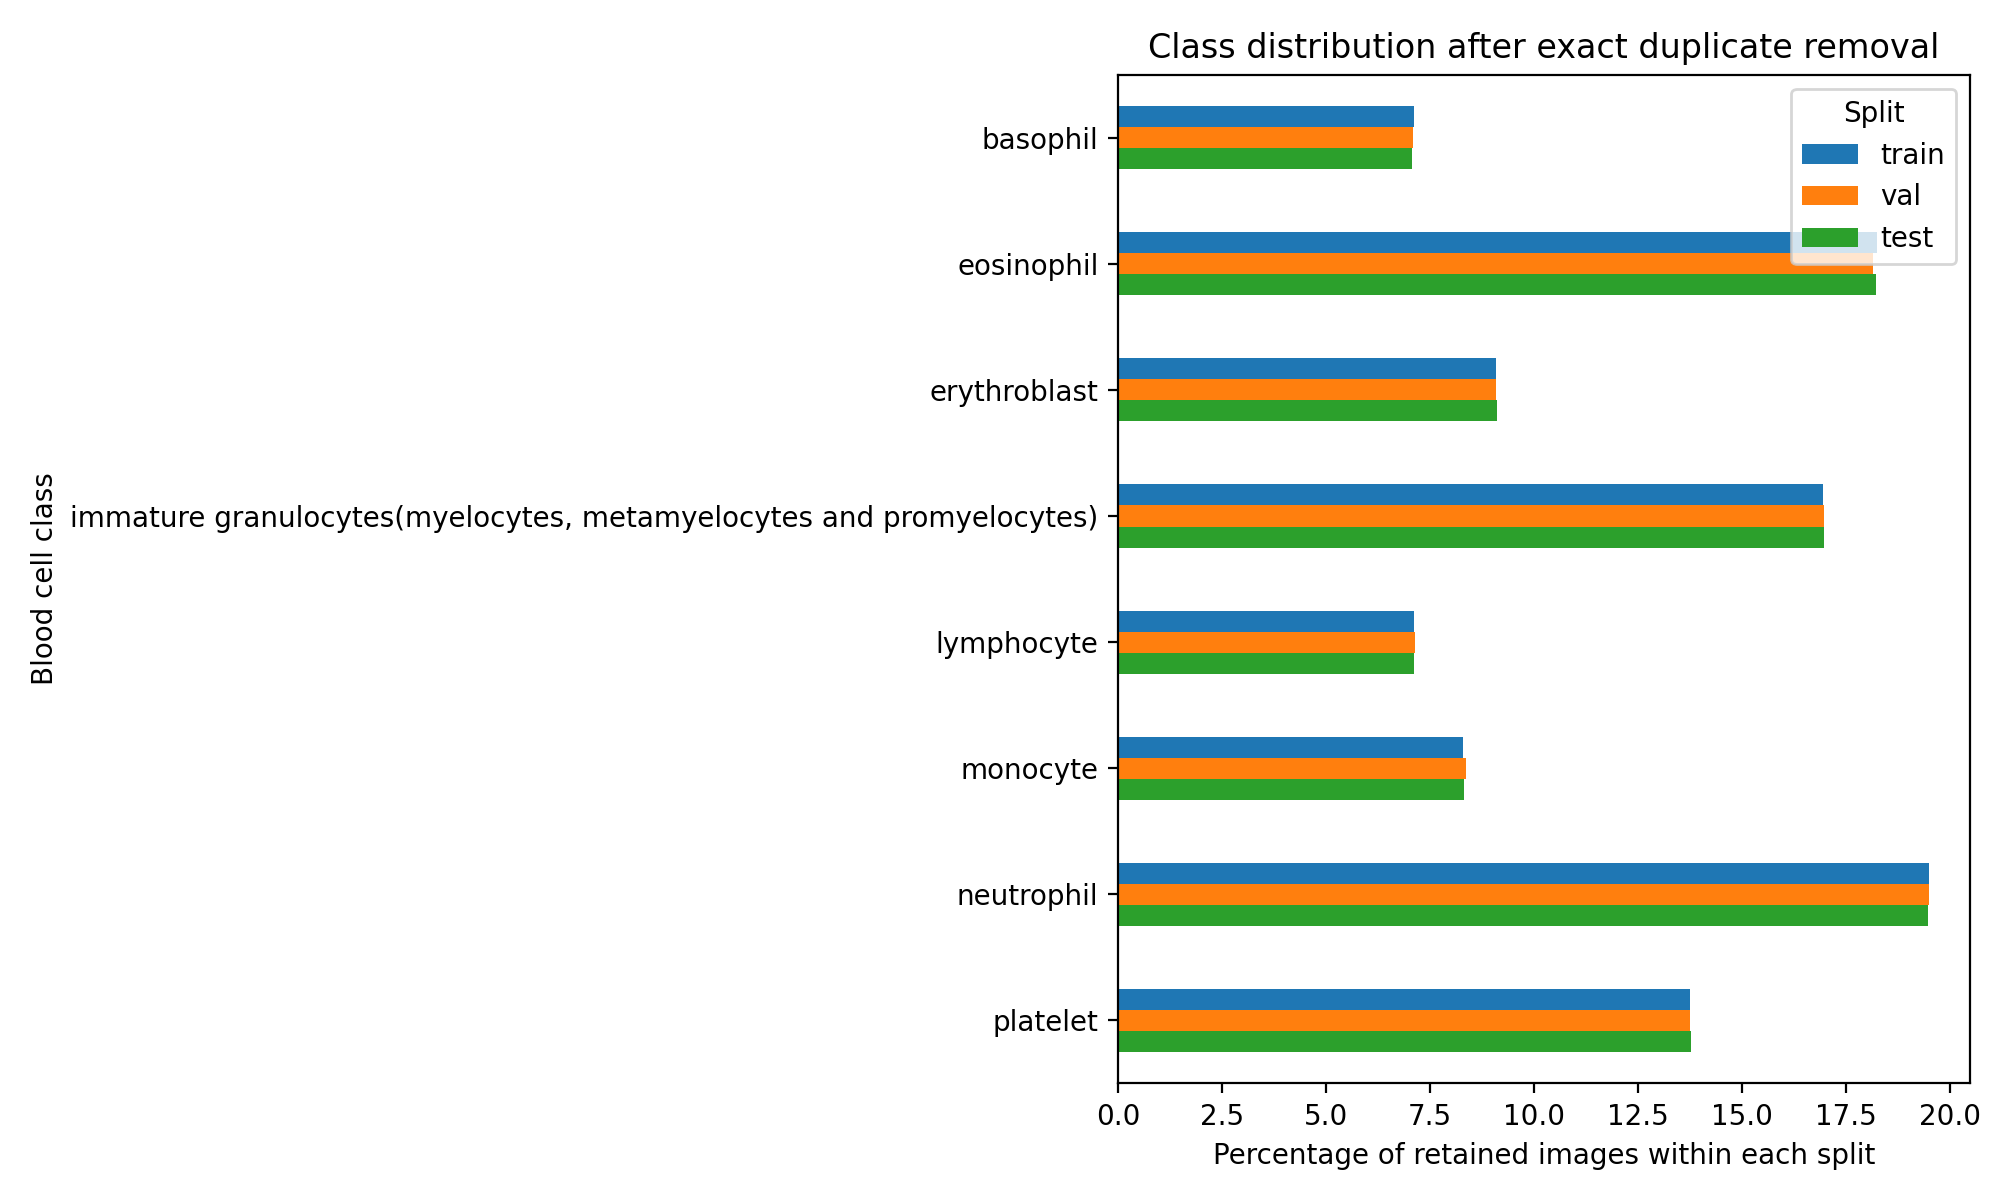 Class distribution after exact duplicate removal
Split
train
val
test
Blood cell class
basophil
eosinophil
erythroblast
immature granulocytes(myelocytes, metamyelocytes and promyelocytes)
lymphocyte
monocyte
neutrophil
platelet
0.0 2.5 5.0 7.5 10.0 12.5 15.0 17.5 20.0
Percentage of retained images within each split